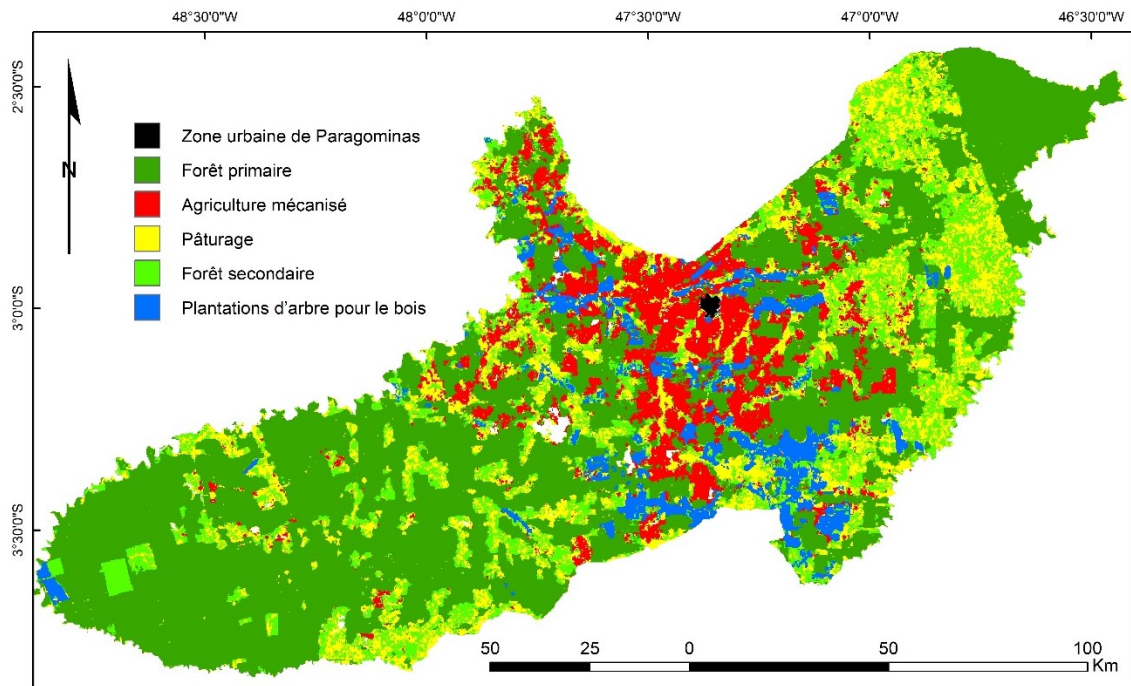 48°30'0"W 48°0'0"W 47°30'0"W 47°0'0"W 46°30'0"W
2°30'0"S
3°0'0"S
3°30'0"S
N
Zone urbaine de Paragominas
Forêt primaire
Agriculture mécanisé
Pâturage
Forêt secondaire
Plantations d'arbre pour le bois
50 25 0 50 100
Km